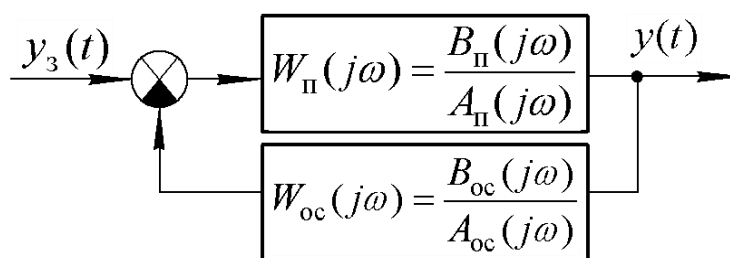 y_з(t)
W_п(jω) = B_п(jω) / A_п(jω)
y(t)
W_ос(jω) = B_ос(jω) / A_ос(jω)